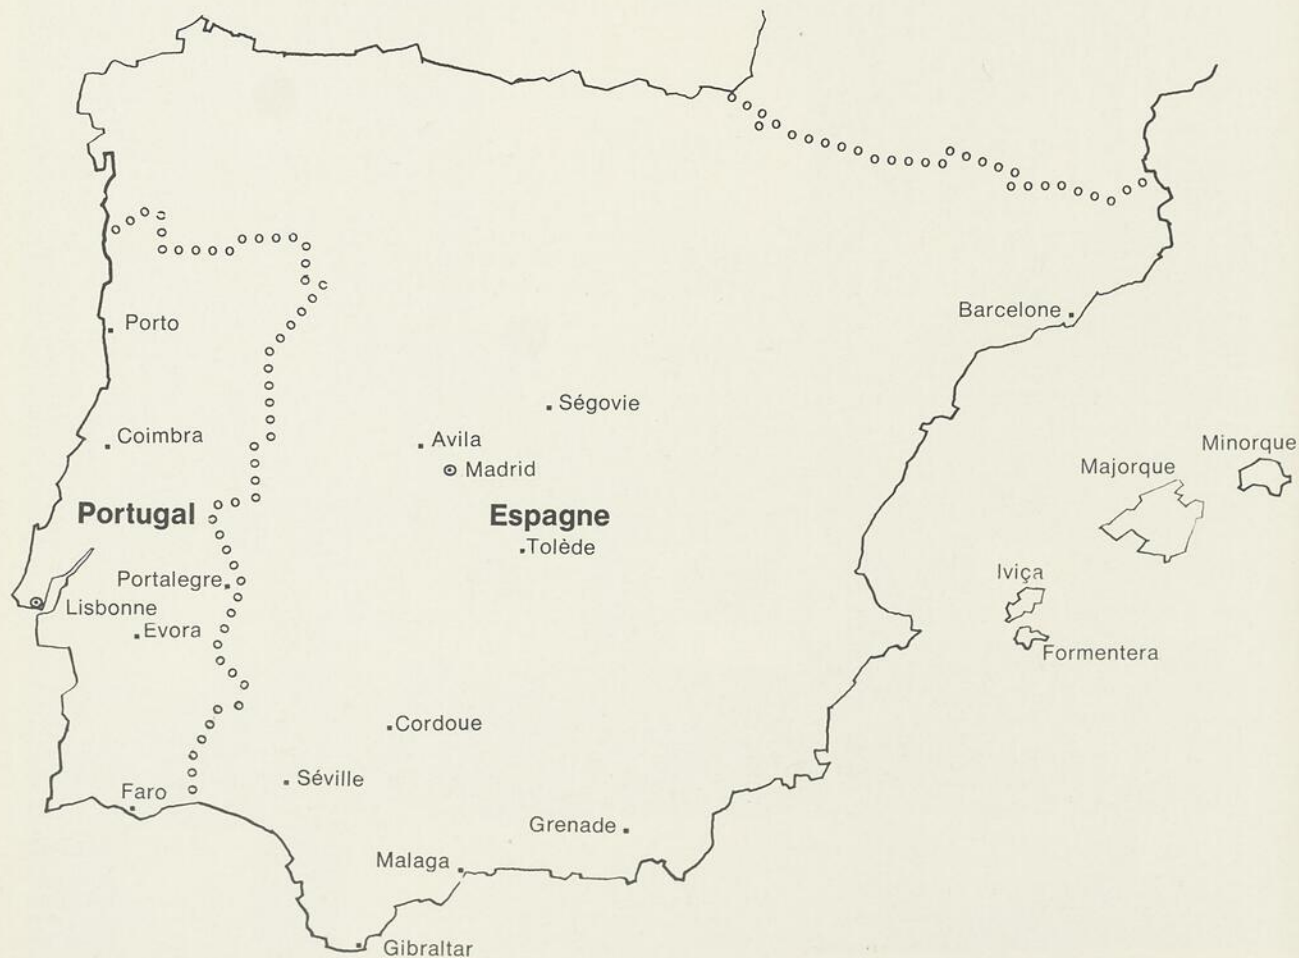 Barcelone
Porto
Ségovie
Coimbra
Avila
Minorque
Majorque
Madrid
Portugal
Espagne
Tolède
Iviça
Portalegre
Lisbonne
Evora
Formentera
Cordoue
Séville
Faro
Grenade
Malaga
Gibraltar